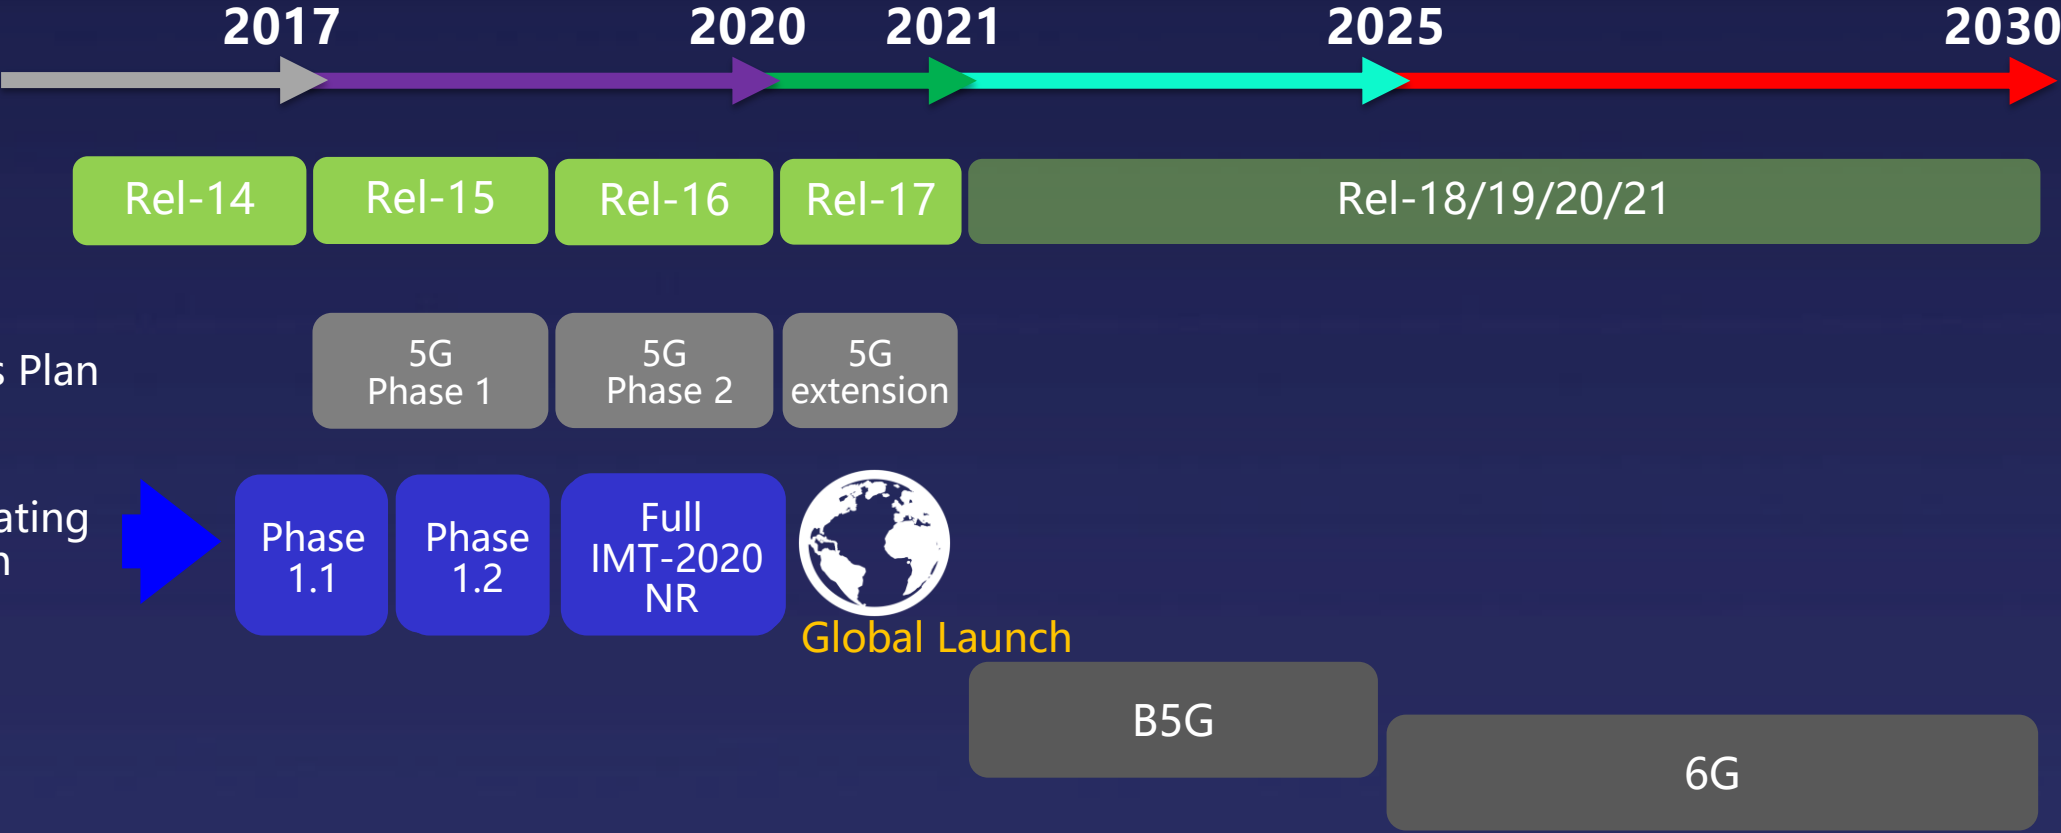 2017 2020 2021 2025 2030
Rel-14 Rel-15 Rel-16 Rel-17 Rel-18/19/20/21
Plan
5G
Phase 1
5G
Phase 2
5G
extension
Phase
1.1
Phase
1.2
Full
IMT-2020
NR
Global Launch
B5G
6G